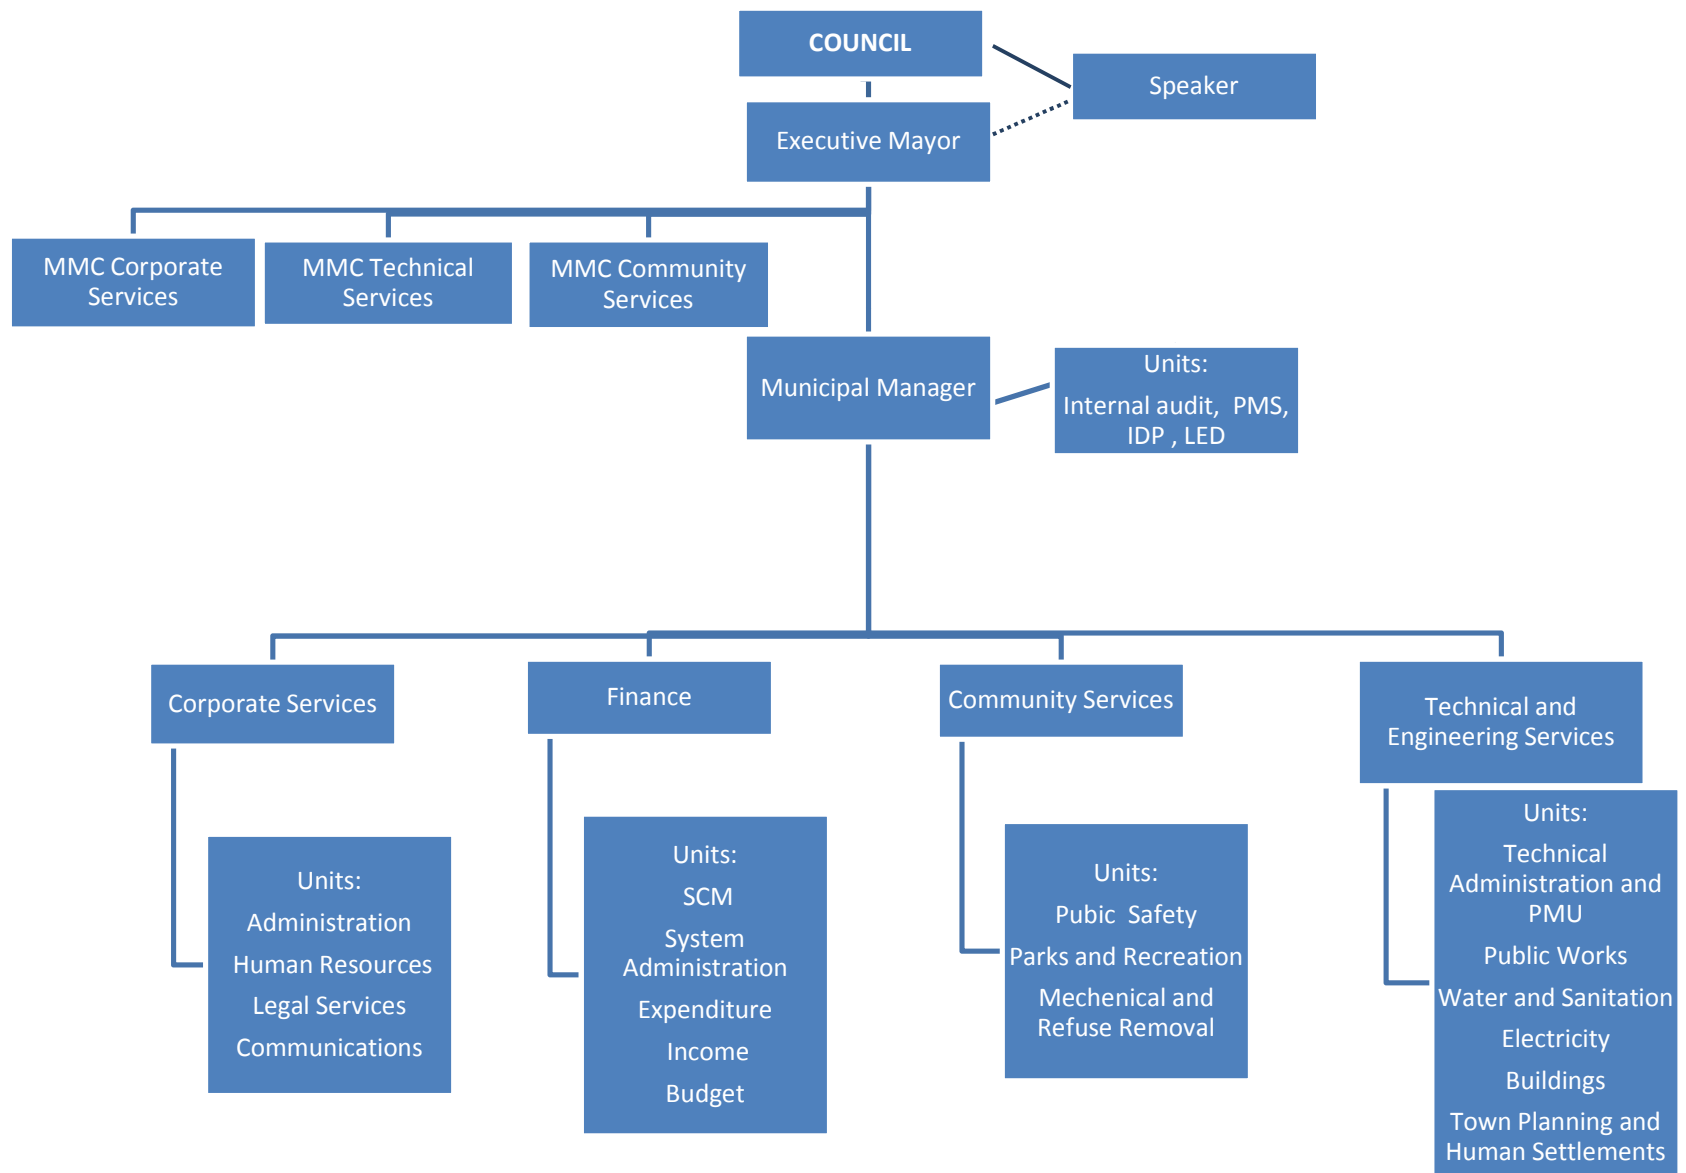 COUNCIL
Speaker
Executive Mayor
MMC Corporate
Services
MMC Technical
Services
MMC Community
Services
Municipal Manager
Units:
Internal audit,  PMS,
IDP , LED
Corporate Services
Finance
Community Services
Technical and
Engineering Services
Units:
Administration
Human Resources
Legal Services
Communications
Units:
SCM
System
Administration
Expenditure
Income
Budget
Units:
Pubic  Safety
Parks and Recreation
Mechenical and
Refuse Removal
Units:
Technical
Administration and
PMU
Public Works
Water and Sanitation
Electricity
Buildings
Town Planning and
Human Settlements